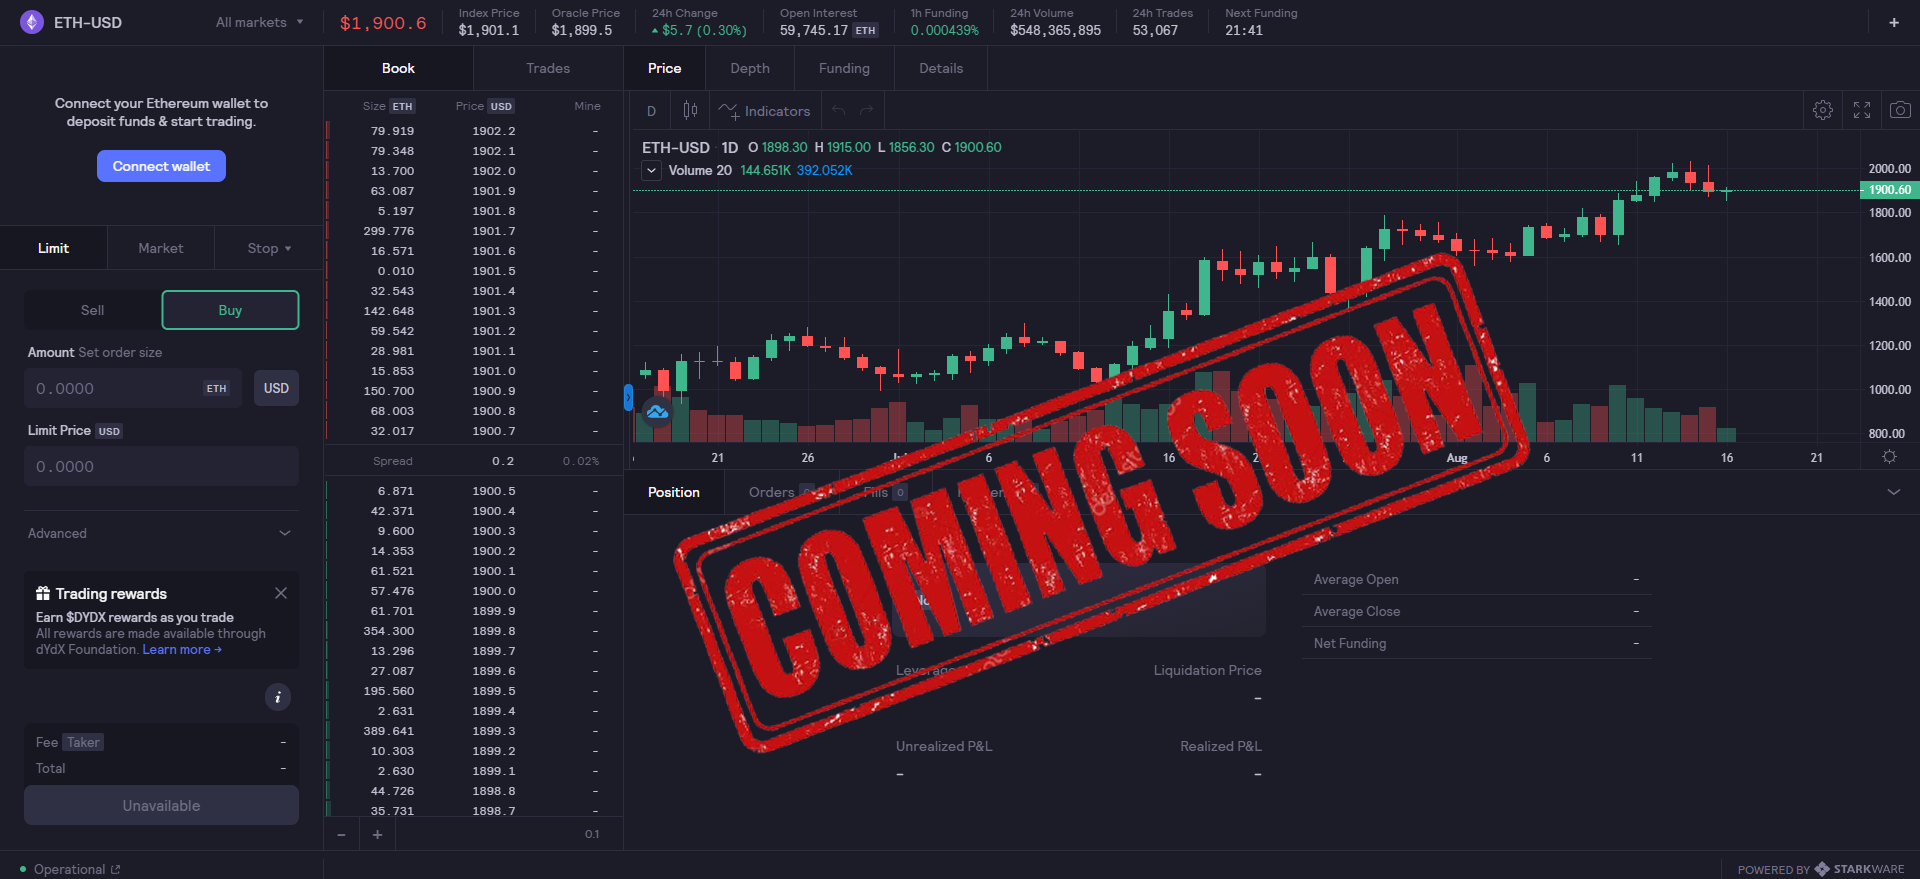 ETH-USD
All markets
$1,900.6
Index Price
$1,901.1
Oracle Price
$1,899.5
24h Change
$5.7 (0.30%)
Open Interest
59,745.17 ETH
1h Funding
0.000439%
24h Volume
$548,365,895
24h Trades
53,067
Next Funding
21:41
+
Connect your Ethereum wallet to
deposit funds & start trading.
Connect wallet
Limit
Market
Stop
Sell
Buy
Amount Set order size
0.0000 ETH
USD
Limit Price USD
0.0000
Advanced
Trading rewards
Earn $DYDX rewards as you trade
All rewards are made available through
dYdX Foundation. Learn more →
i
Fee Taker -
Total -
Unavailable
Operational
Book
Trades
Size ETH Price USD Mine
79.919 1902.2 -
79.348 1902.1 -
13.700 1902.0 -
63.087 1901.9 -
5.197 1901.8 -
299.776 1901.7 -
16.571 1901.6 -
0.010 1901.5 -
32.543 1901.4 -
142.648 1901.3 -
59.542 1901.2 -
28.981 1901.1 -
15.853 1901.0 -
150.700 1900.9 -
68.003 1900.8 -
32.017 1900.7 -
Spread 0.2 0.02%
6.871 1900.5 -
42.371 1900.4 -
9.600 1900.3 -
14.353 1900.2 -
61.521 1900.1 -
57.476 1900.0 -
61.701 1899.9 -
354.300 1899.8 -
13.296 1899.7 -
27.087 1899.6 -
195.560 1899.5 -
2.631 1899.4 -
389.641 1899.3 -
10.303 1899.2 -
2.630 1899.1 -
44.726 1898.8 -
35.731 1898.7 -
− + 0.1
Price
Depth
Funding
Details
D
Indicators
ETH-USD 1D O 1898.30 H 1915.00 L 1856.30 C 1900.60
Volume 20 144.651K 392.052K
2000.00
1900.60
1800.00
1600.00
1400.00
1200.00
1000.00
800.00
21 26 6 16 Aug 6 11 16 21
Position
Orders
Fills 0
COMING SOON
Average Open -
Average Close -
Net Funding -
Leverage
Liquidation Price
-
Unrealized P&L
-
Realized P&L
-
POWERED BY STARKWARE